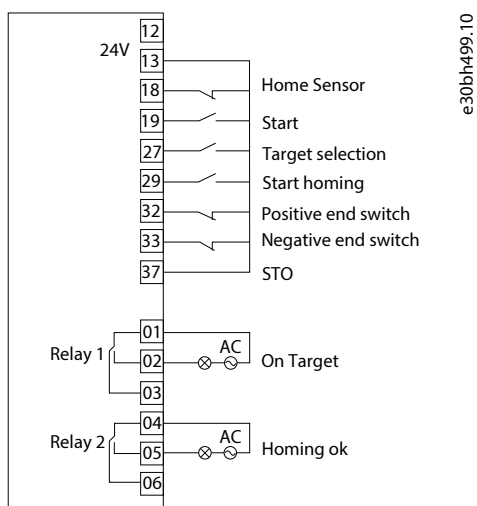 12
24V
13
18 Home Sensor
19 Start
27 Target selection
29 Start homing
32 Positive end switch
33 Negative end switch
37 STO
01
Relay 1 02 AC On Target
03
04
Relay 2 05 AC Homing ok
06
e30bh499.10